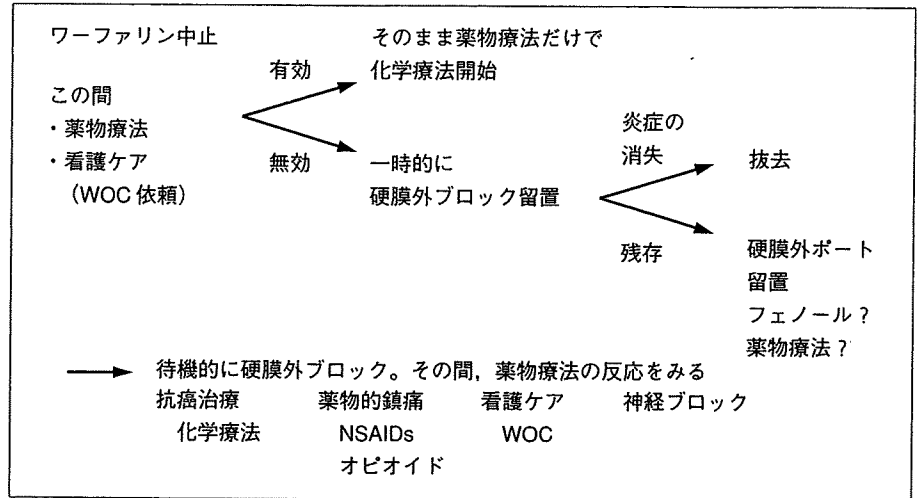 ワーファリン中止
この間
・薬物療法
・看護ケア
(WOC 依頼)
有効
無効
そのまま薬物療法だけで
化学療法開始
一時的に
硬膜外ブロック留置
炎症の
消失
残存
抜去
硬膜外ポート
留置
フェノール?
薬物療法?
待機的に硬膜外ブロック。その間,薬物療法の反応をみる
抗癌治療 薬物的鎮痛 看護ケア 神経ブロック
化学療法 NSAIDs WOC
オピオイド